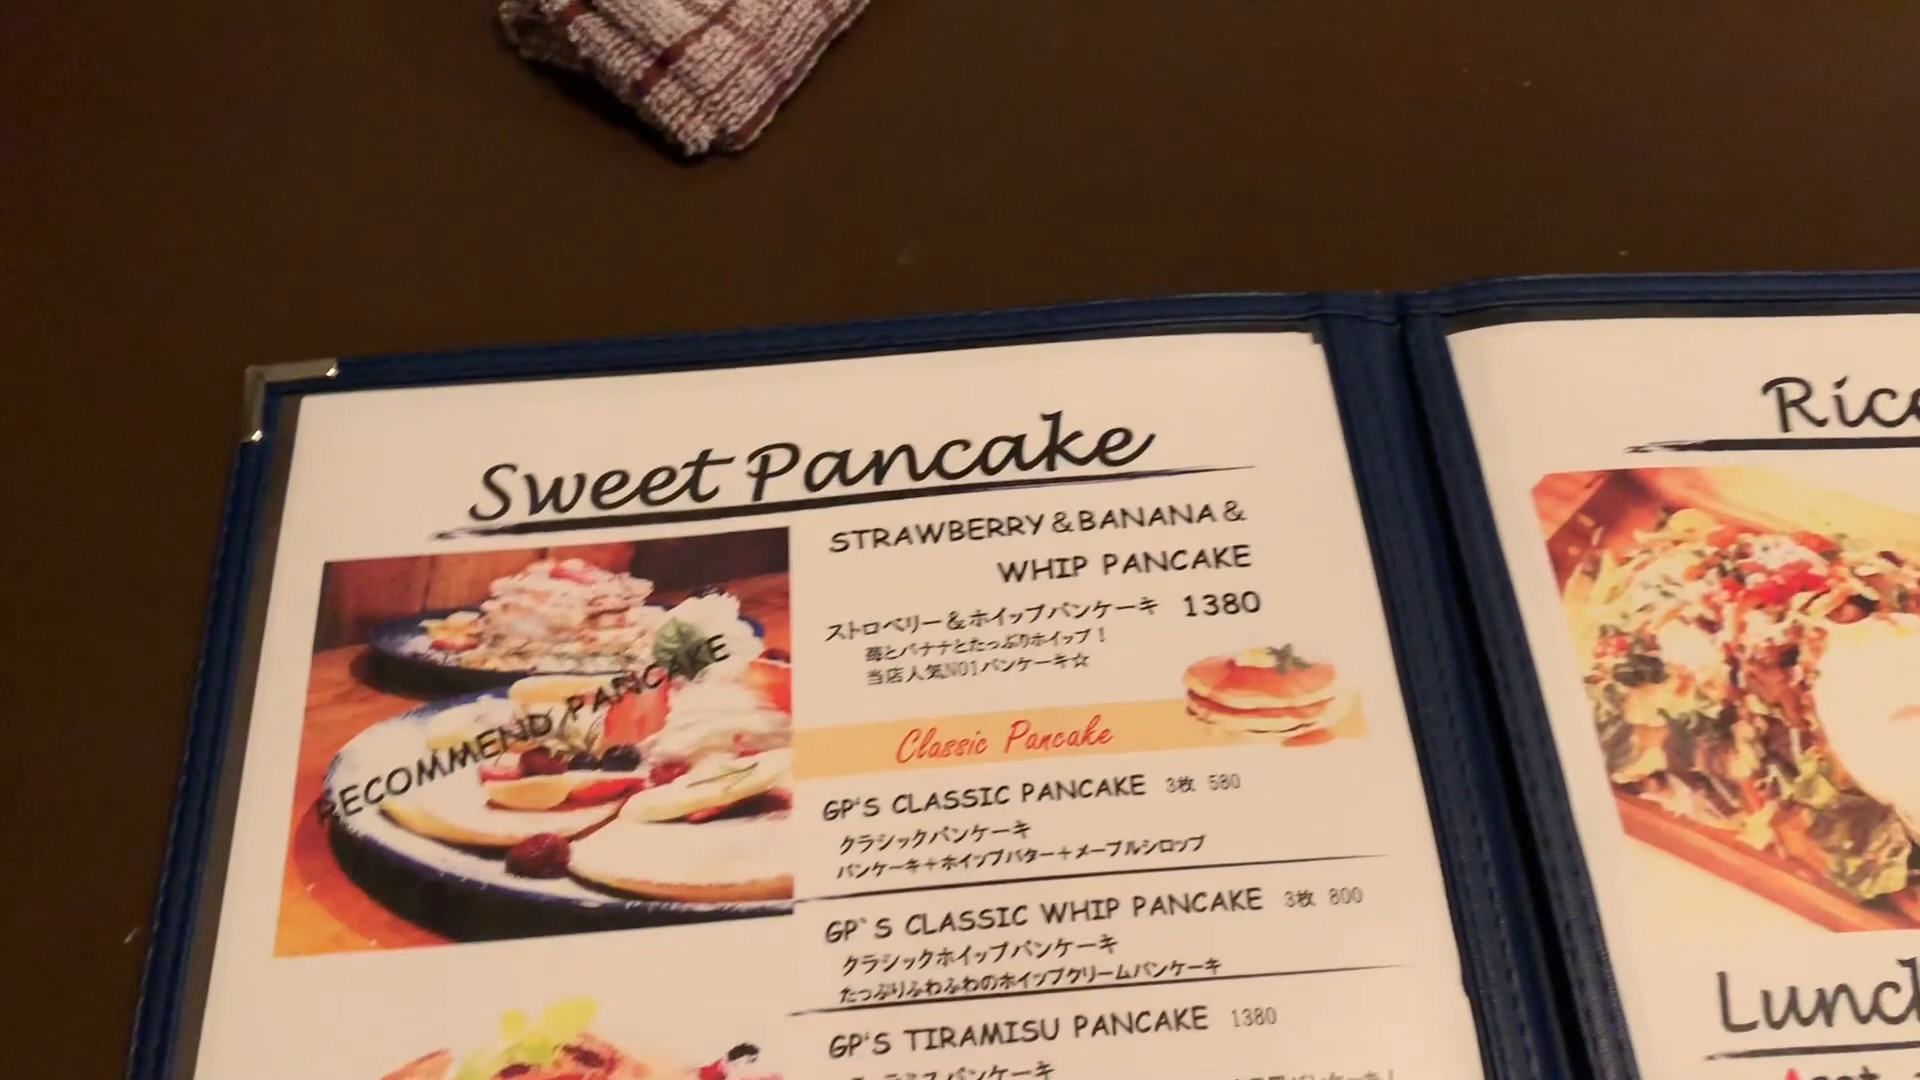 Sweet Pancake
STRAWBERRY & BANANA &
WHIP PANCAKE
ストロベリー&ホイップパンケーキ 1380
苺とバナナとたっぷりホイップ!
当店人気NO1パンケーキ☆
RECOMMEND PANCAKE
Classic Pancake
GP'S CLASSIC PANCAKE 3枚 580
クラシックパンケーキ
パンケーキ+ホイップバター+メープルシロップ
GP'S CLASSIC WHIP PANCAKE 3枚 800
クラシックホイップパンケーキ
たっぷりふわふわのホイップクリームパンケーキ
GP'S TIRAMISU PANCAKE 1380